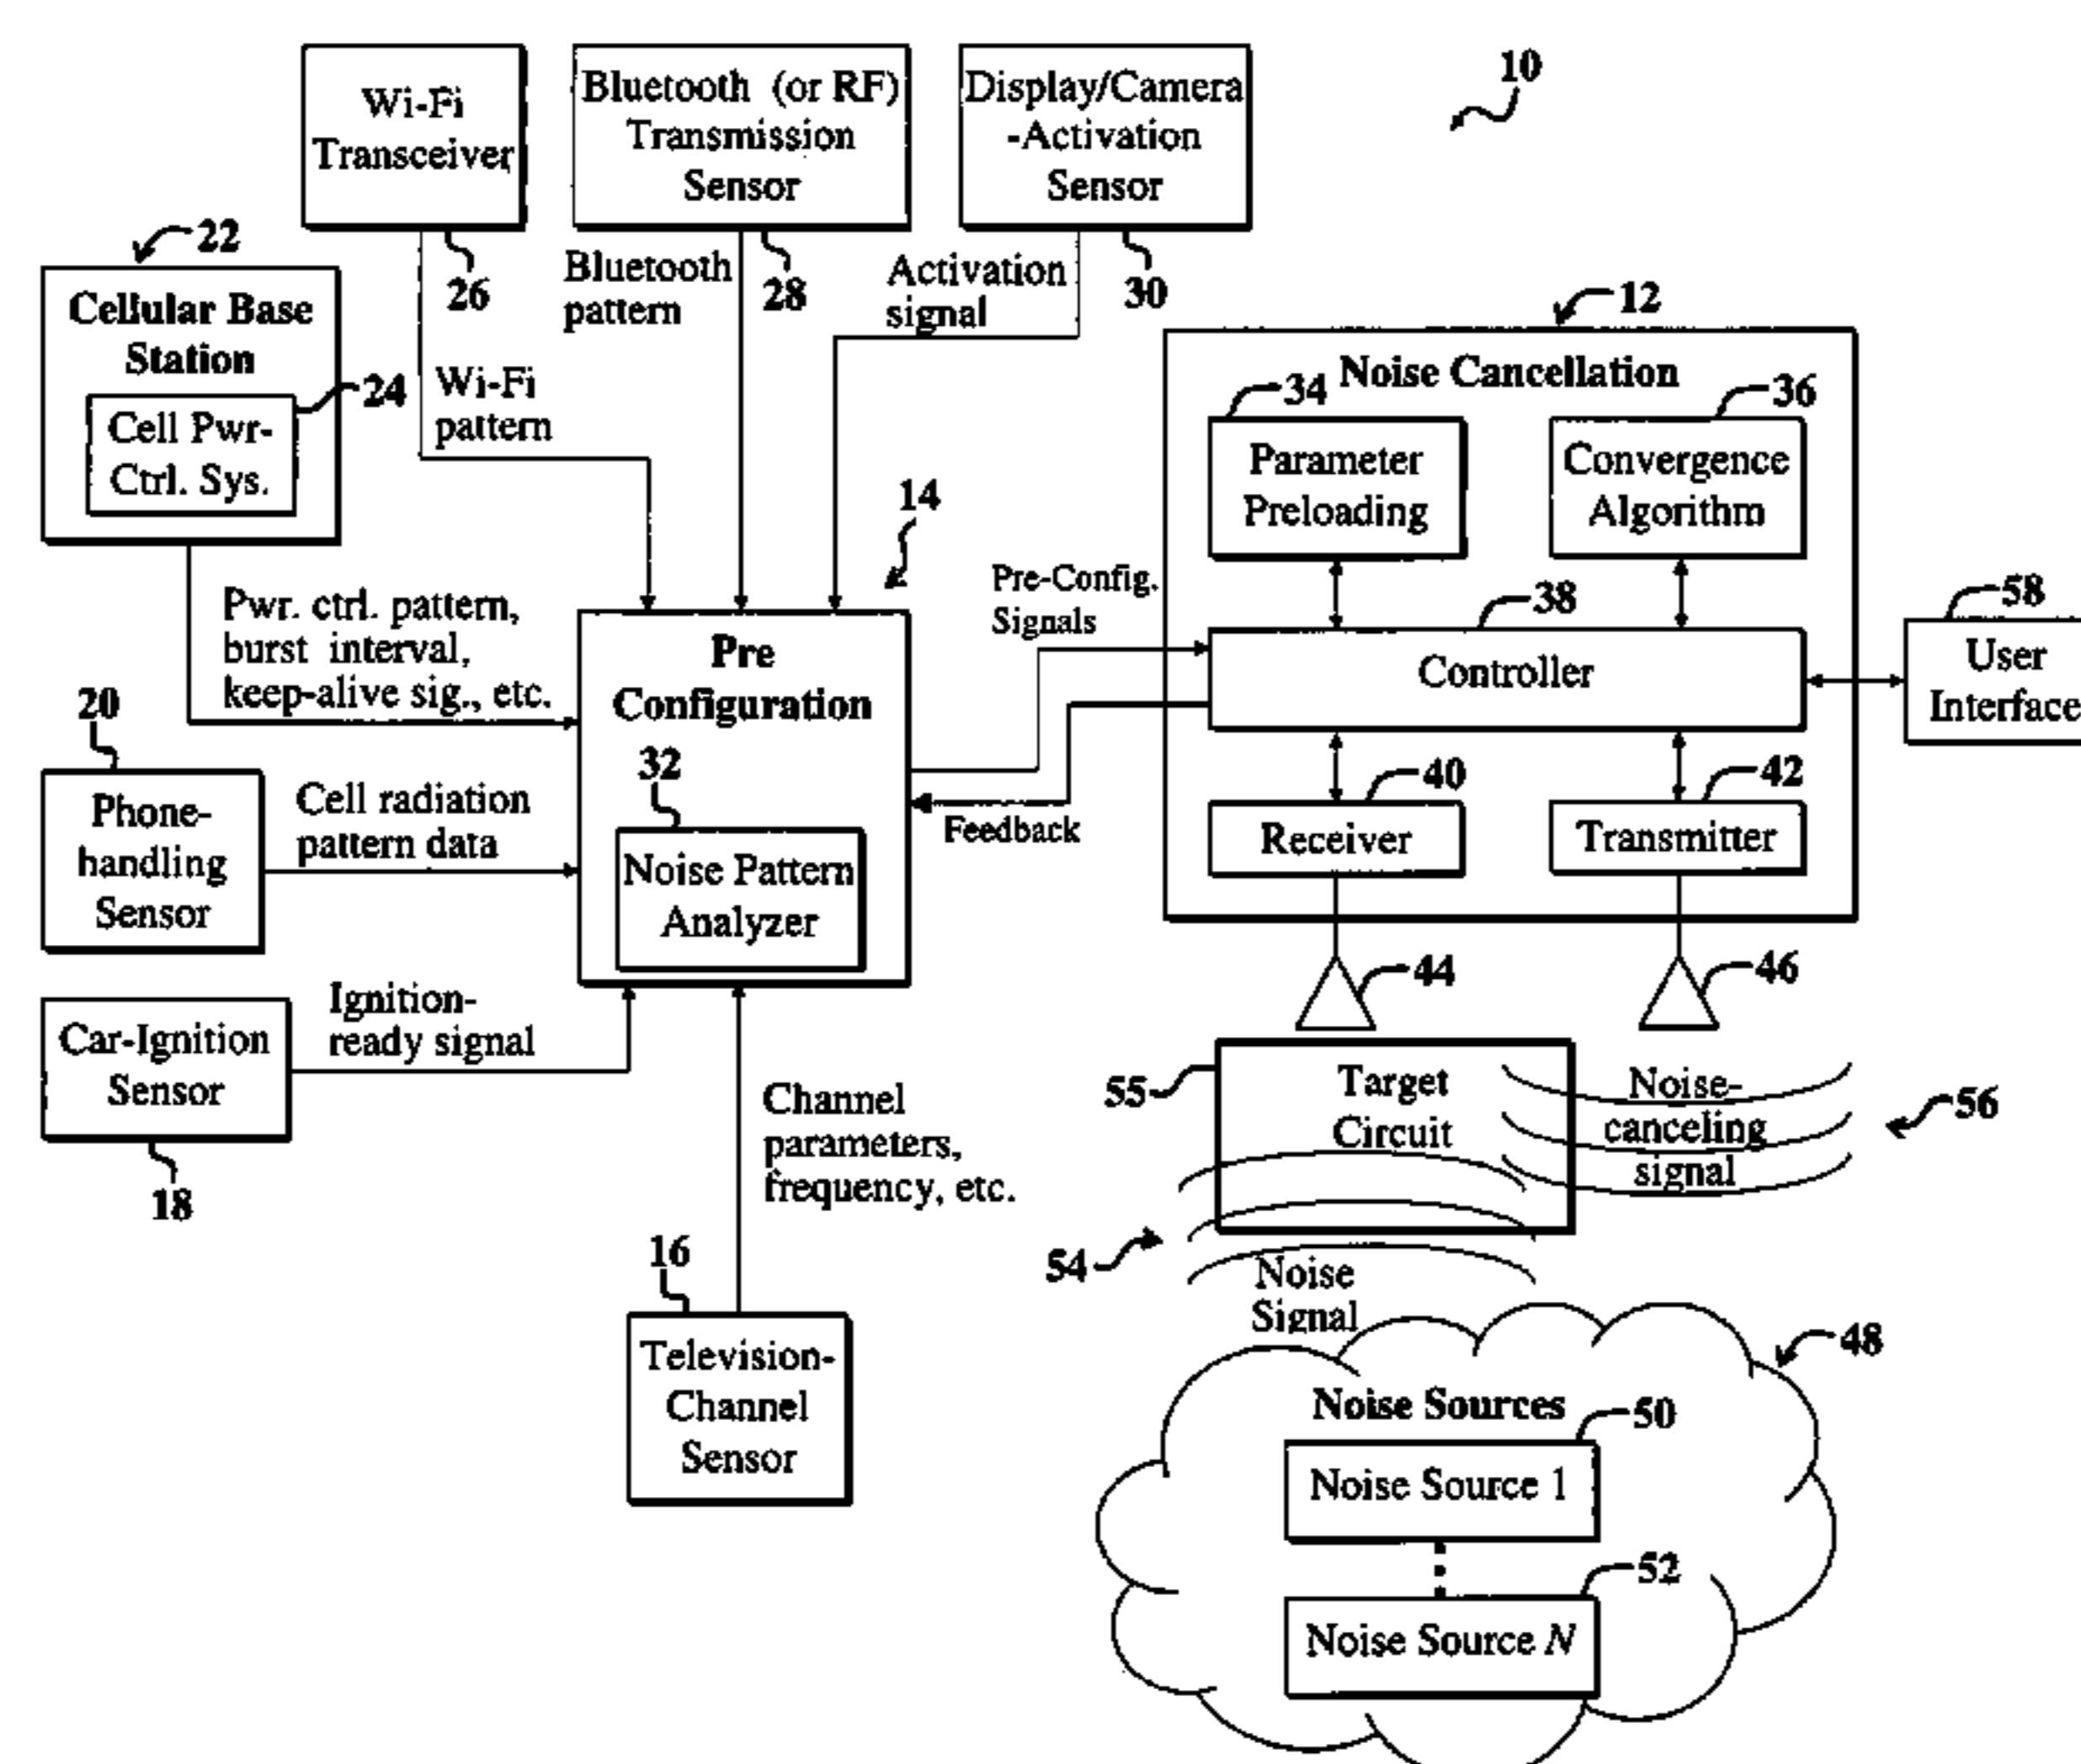 10
Wi-Fi
Transceiver
26
Bluetooth (or RF)
Transmission
Sensor
28
Display/Camera
-Activation
Sensor
30
22
Cellular Base
Station
24
Cell Pwr-
Ctrl. Sys.
Wi-Fi
pattern
Bluetooth
pattern
Activation
signal
12
Noise Cancellation
34
Parameter
Preloading
36
Convergence
Algorithm
14
Pre-Config.
Signals
38
Controller
58
User
Interface
Pwr. ctrl. pattern,
burst interval,
keep-alive sig., etc.
Pre
Configuration
32
Noise Pattern
Analyzer
Feedback
40
Receiver
42
Transmitter
20
Phone-
handling
Sensor
Cell radiation
pattern data
44
46
Car-Ignition
Sensor
18
Ignition-
ready signal
Channel
parameters,
frequency, etc.
16
Television-
Channel
Sensor
55
Target
Circuit
Noise-
canceling
signal
56
54
Noise
Signal
48
Noise Sources
50
Noise Source 1
52
Noise Source N